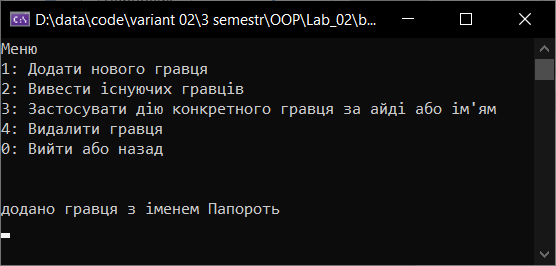 D:\data\code\variant 02\3 semestr\OOP\Lab_02\b...
Меню
1: Додати нового гравця
2: Вивести існуючих гравців
3: Застосувати дію конкретного гравця за айді або ім'ям
4: Видалити гравця
0: Вийти або назад
додано гравця з іменем Папороть